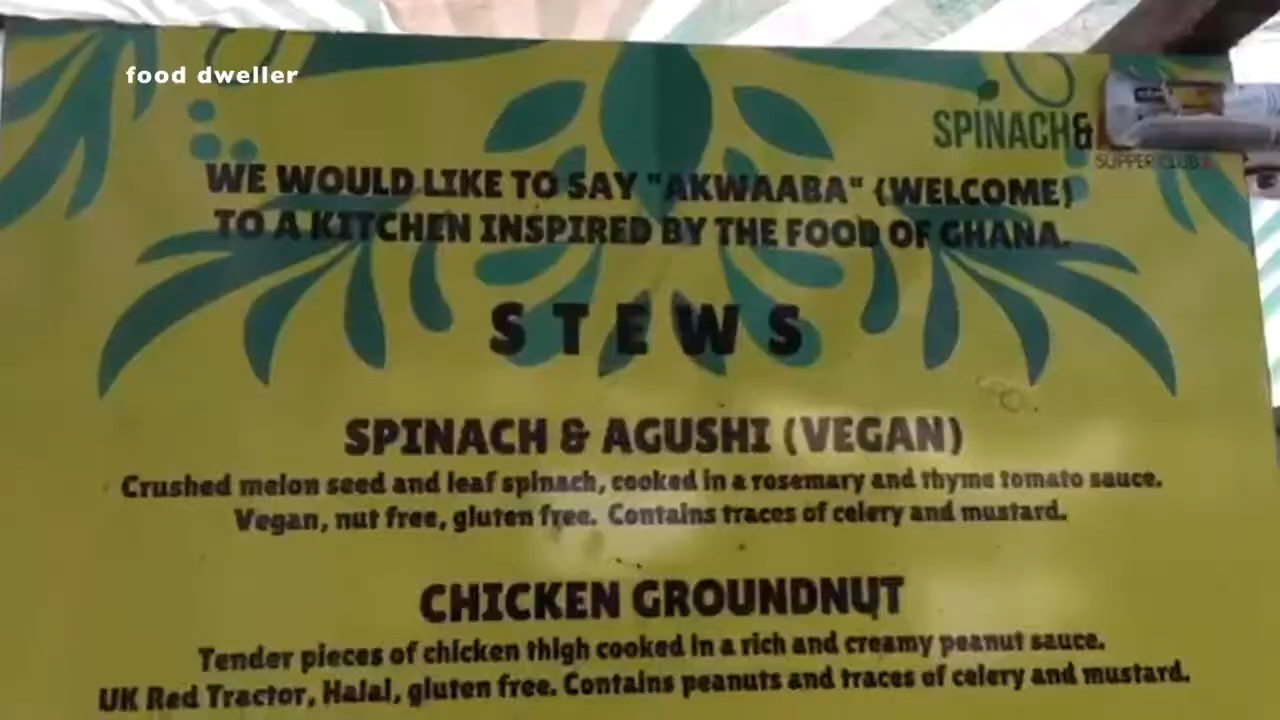 food dweller
SPINACH&
SUPPER CLUB
WE WOULD LIKE TO SAY "AKWAABA" (WELCOME)
TO A KITCHEN INSPIRED BY THE FOOD OF GHANA.
STEWS
SPINACH & AGUSHI (VEGAN)
Crushed melon seed and leaf spinach, cooked in a rosemary and thyme tomato sauce.
Vegan, nut free, gluten free. Contains traces of celery and mustard.
CHICKEN GROUNDNUT
Tender pieces of chicken thigh cooked in a rich and creamy peanut sauce.
UK Red Tractor, Halal, gluten free. Contains peanuts and traces of celery and mustard.